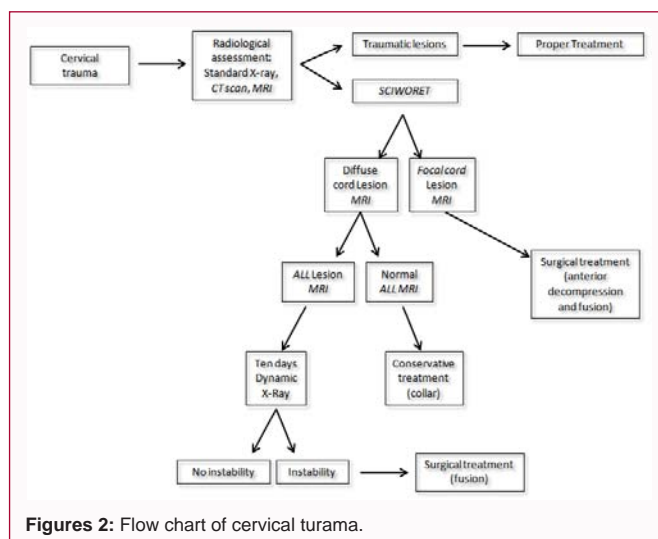 Cervical
trauma
Radiological
assessment:
Standard X-ray,
CT scan, MRI
Traumatic lesions
Proper Treatment
SCIWORET
Diffuse
cord Lesion
MRI
Focal cord
Lesion
MRI
ALL Lesion
MRI
Normal
ALL MRI
Surgical treatment
(anterior
decompression
and fusion)
Ten days
Dynamic
X-Ray
Conservative
treatment
(collar)
No instability
Instability
Surgical treatment
(fusion)
Figures 2: Flow chart of cervical turama.